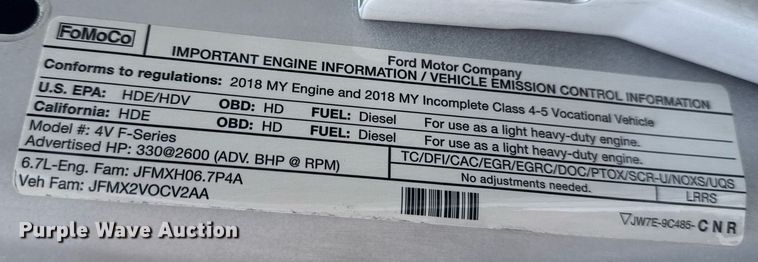 FoMoCo
Ford Motor Company
IMPORTANT ENGINE INFORMATION / VEHICLE EMISSION CONTROL INFORMATION
Conforms to regulations: 2018 MY Engine and 2018 MY Incomplete Class 4-5 Vocational Vehicle
U.S. EPA: HDE/HDV OBD: HD FUEL: Diesel For use as a light heavy-duty engine.
California: HDE OBD: HD FUEL: Diesel For use as a light heavy-duty engine.
Model #: 4V F-Series
Advertised HP: 330@2600 (ADV. BHP @ RPM) TC/DFI/CAC/EGR/EGRC/DOC/PTOX/SCR-U/NOXS/UQS
6.7L-Eng. Fam: JFMXH06.7P4A No adjustments needed. LRRS
Veh Fam: JFMX2VOCV2AA
▽JW7E-9C485- C N R
Purple Wave Auction